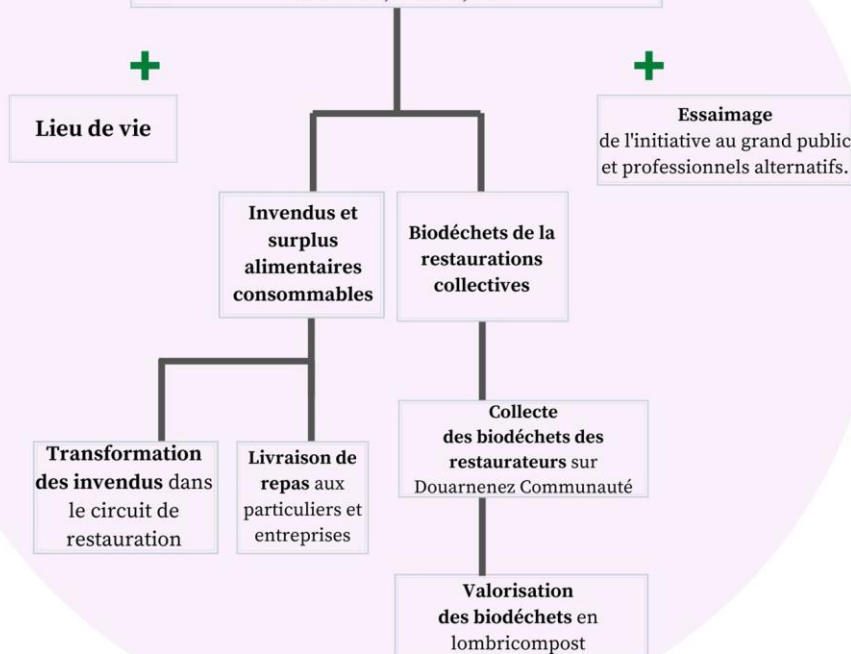 Lieu de vie
Essaimage
de l'initiative au grand public
et professionnels alternatifs.
Invendus et
surplus
alimentaires
consommables
Biodéchets de la
restaurations
collectives
Transformation
des invendus dans
le circuit de
restauration
Livraison de
repas aux
particuliers et
entreprises
Collecte
des biodéchets des
restaurateurs sur
Douarnenez Communauté
Valorisation
des biodéchets en
lombricompost